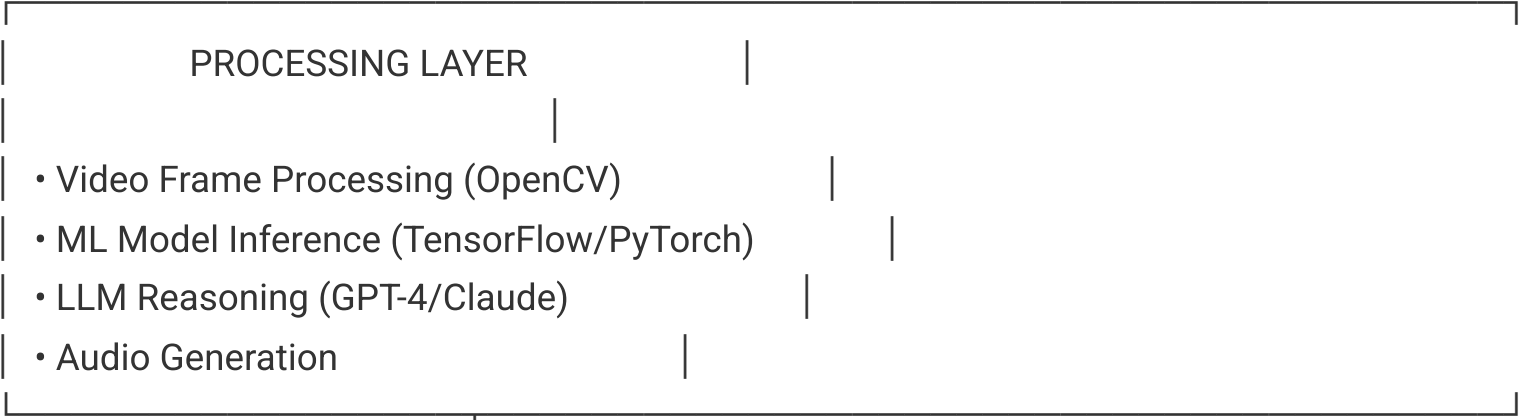 PROCESSING LAYER
• Video Frame Processing (OpenCV)
• ML Model Inference (TensorFlow/PyTorch)
• LLM Reasoning (GPT-4/Claude)
• Audio Generation